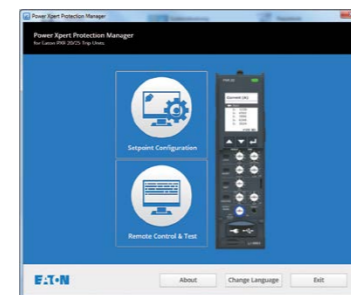 Power Xpert Protection Manager
Power Xpert Protection Manager
for Eaton PXR 20/25 Trip Units
Setpoint Configuration
Remote Control & Test
EATON
About
Change Language
Exit